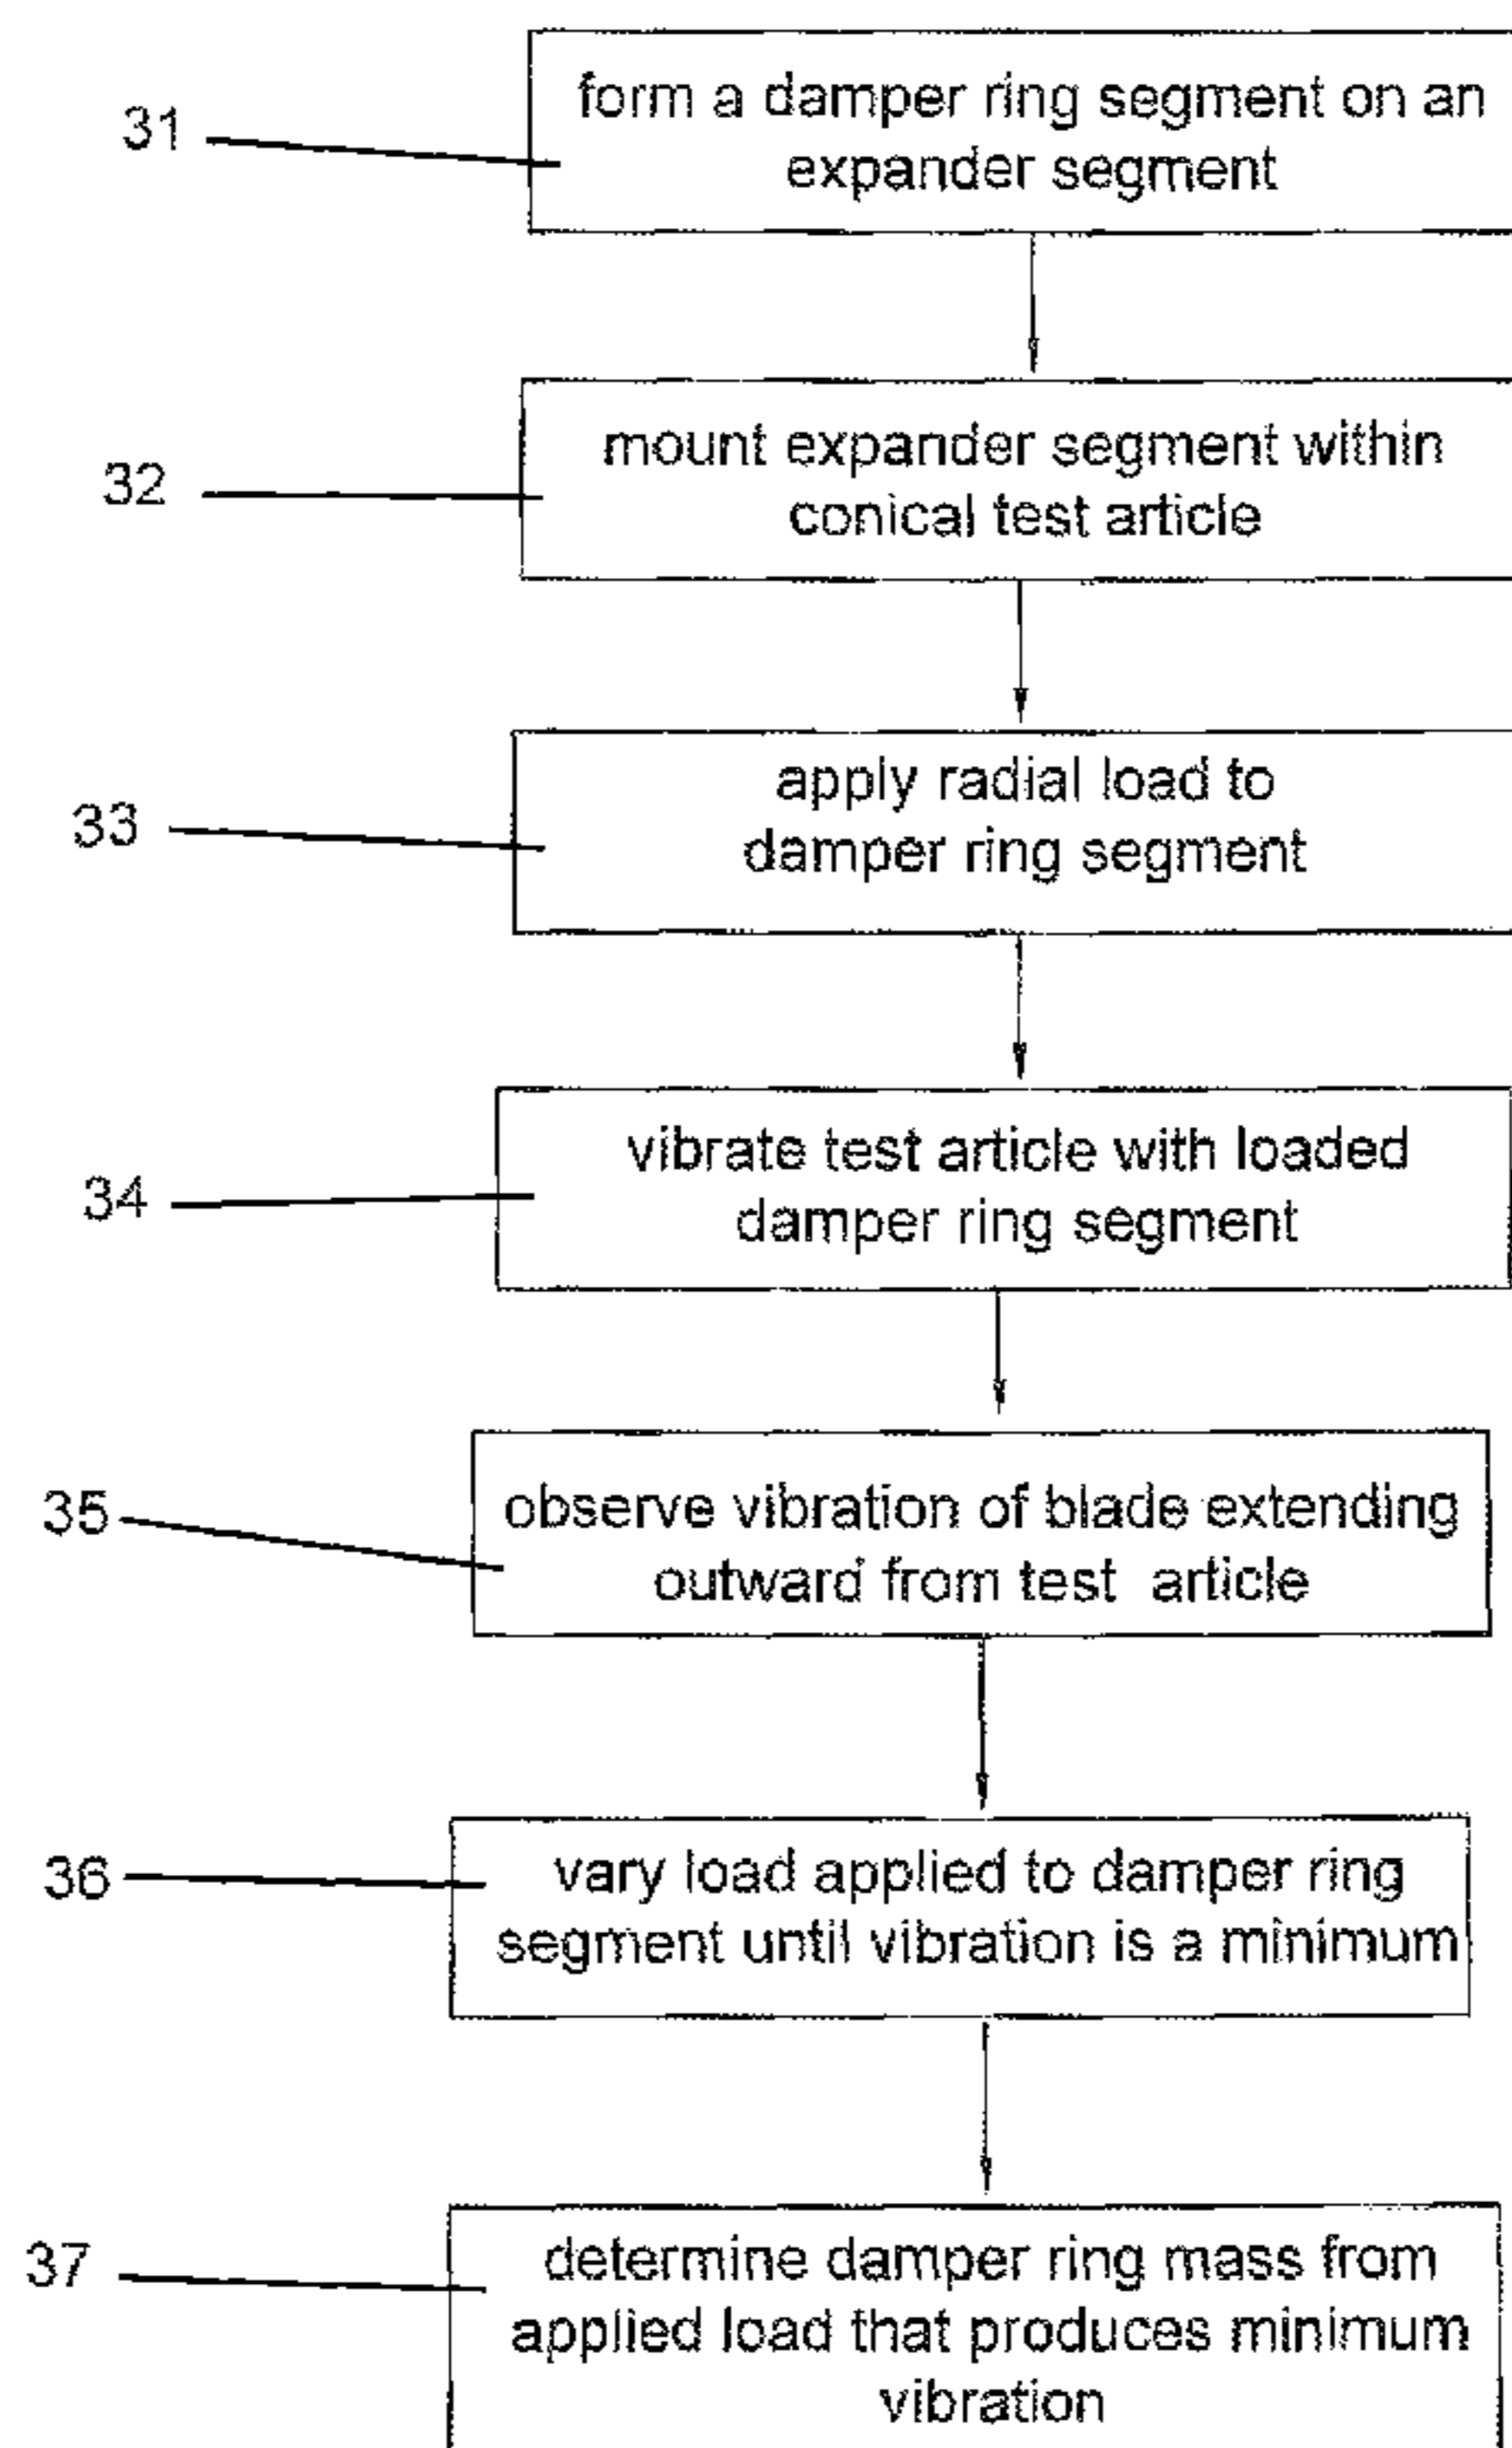 31
form a damper ring segment on an
expander segment
32
mount expander segment within
conical test article
33
apply radial load to
damper ring segment
34
vibrate test article with loaded
damper ring segment
35
observe vibration of blade extending
outward from test article
36
vary load applied to damper ring
segment until vibration is a minimum
37
determine damper ring mass from
applied load that produces minimum
vibration